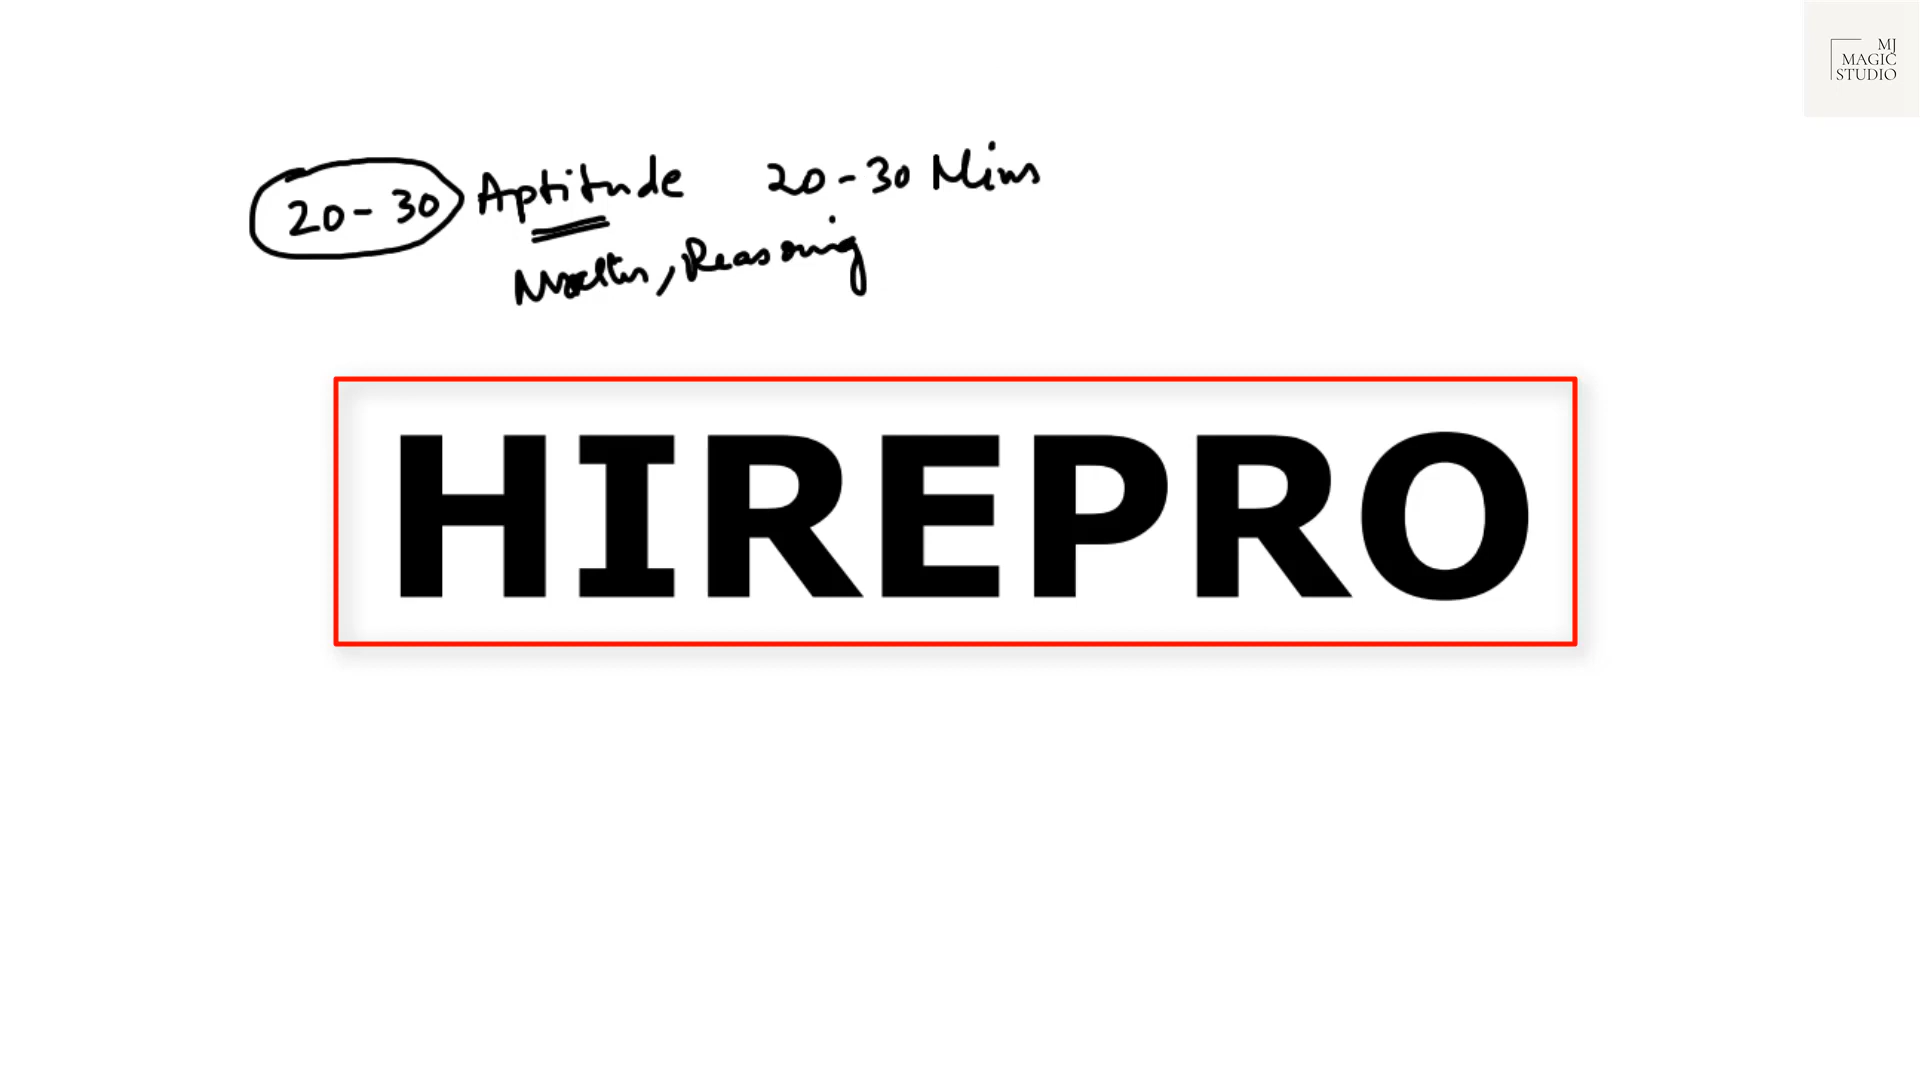 MJ
MAGIC
STUDIO
20-30 Aptitude 20-30 Mins
Maths, Reasoning
HIREPRO